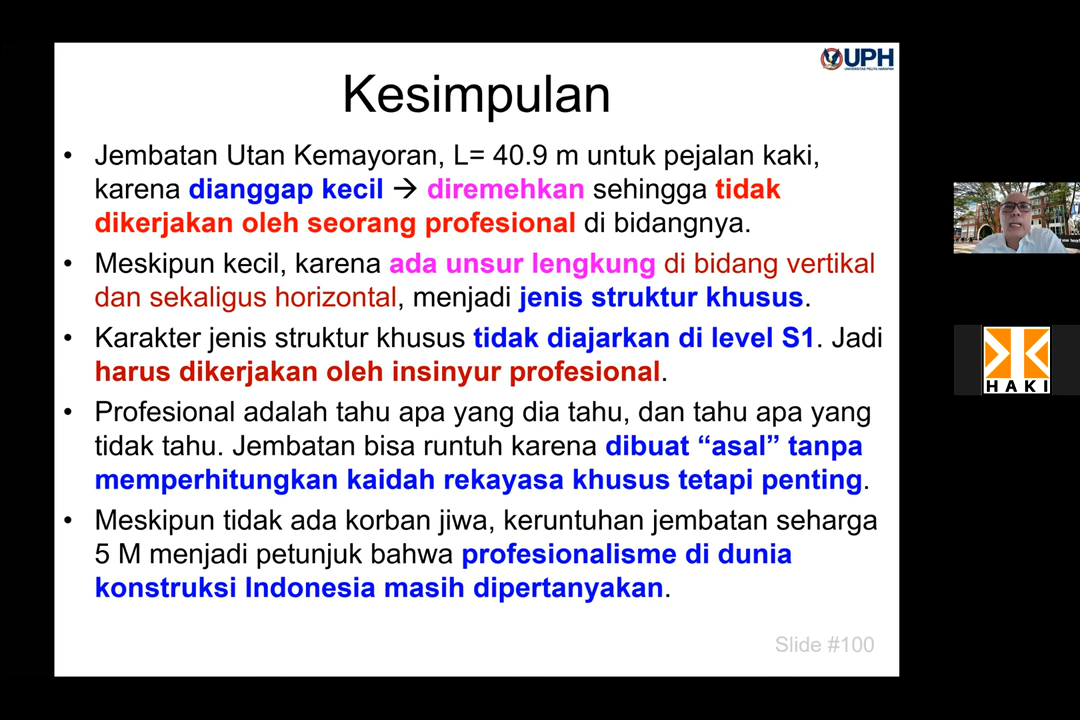 UPH
UNIVERSITAS PELITA HARAPAN
Kesimpulan
• Jembatan Utan Kemayoran, L= 40.9 m untuk pejalan kaki,
karena dianggap kecil → diremehkan sehingga tidak
dikerjakan oleh seorang profesional di bidangnya.
• Meskipun kecil, karena ada unsur lengkung di bidang vertikal
dan sekaligus horizontal, menjadi jenis struktur khusus.
• Karakter jenis struktur khusus tidak diajarkan di level S1. Jadi
harus dikerjakan oleh insinyur profesional.
• Profesional adalah tahu apa yang dia tahu, dan tahu apa yang
tidak tahu. Jembatan bisa runtuh karena dibuat “asal” tanpa
memperhitungkan kaidah rekayasa khusus tetapi penting.
• Meskipun tidak ada korban jiwa, keruntuhan jembatan seharga
5 M menjadi petunjuk bahwa profesionalisme di dunia
konstruksi Indonesia masih dipertanyakan.
Slide #100
HAKI